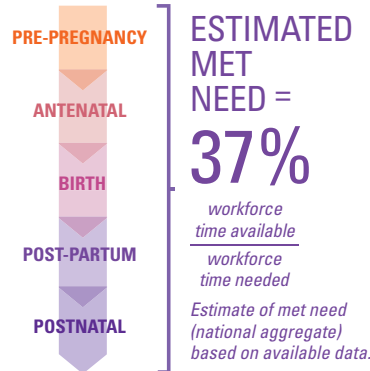 PRE-PREGNANCY
ANTENATAL
BIRTH
POST-PARTUM
POSTNATAL
ESTIMATED
MET
NEED =
37%
workforce
time available
workforce
time needed
Estimate of met need
(national aggregate)
based on available data.